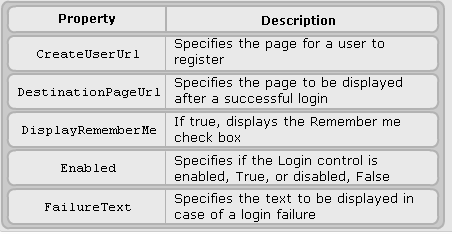 Property Description
CreateUserUrl Specifies the page for a user to
register
DestinationPageUrl Specifies the page to be displayed
after a successful login
DisplayRememberMe If true, displays the Remember me
check box
Enabled Specifies if the Login control is
enabled, True, or disabled, False
FailureText Specifies the text to be displayed in
case of a login failure